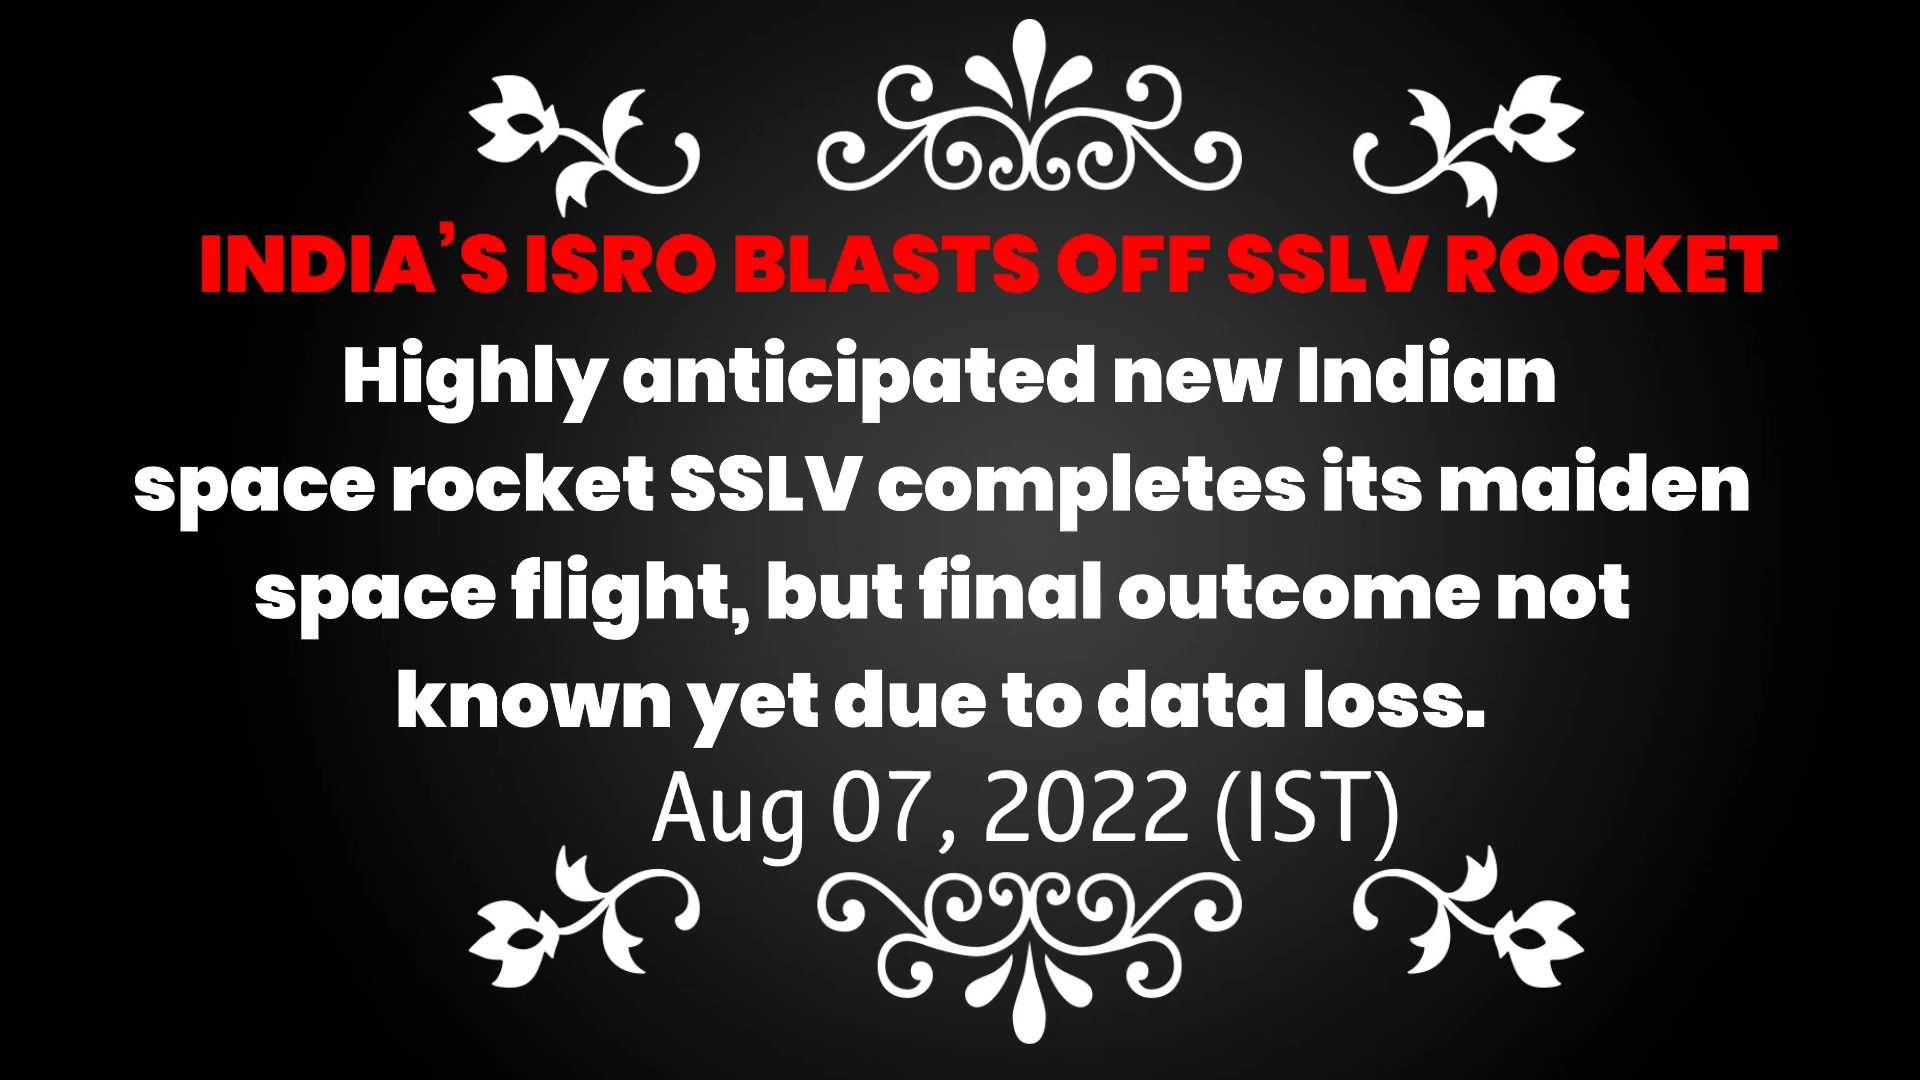 INDIA’S ISRO BLASTS OFF SSLV ROCKET
Highly anticipated new Indian
space rocket SSLV completes its maiden
space flight, but final outcome not
known yet due to data loss.
Aug 07, 2022 (IST)